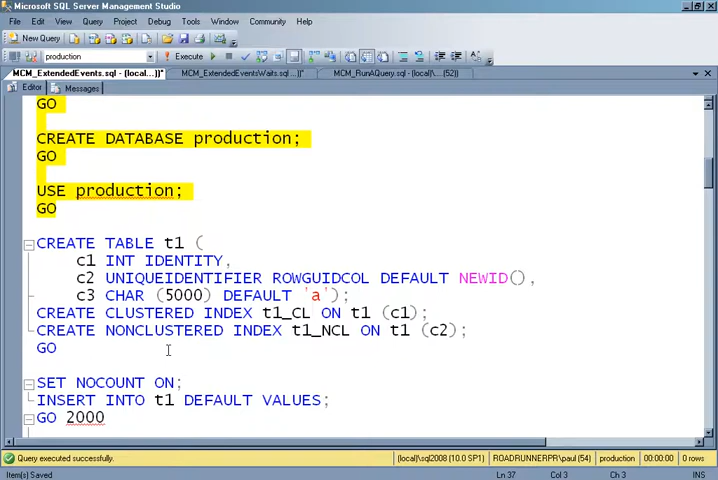 Microsoft SQL Server Management Studio
File Edit View Query Project Debug Tools Window Community Help
New Query
production Execute
MCM_ExtendedEvents.sql - (local...))* MCM_ExtendedEventsWaits.sql...))* MCM_RunAQuery.sql - (local)\....(52))
Editor Messages
GO
CREATE DATABASE production;
GO
USE production;
GO
CREATE TABLE t1 (
c1 INT IDENTITY,
c2 UNIQUEIDENTIFIER ROWGUIDCOL DEFAULT NEWID(),
c3 CHAR (5000) DEFAULT 'a');
CREATE CLUSTERED INDEX t1_CL ON t1 (c1);
CREATE NONCLUSTERED INDEX t1_NCL ON t1 (c2);
GO
SET NOCOUNT ON;
INSERT INTO t1 DEFAULT VALUES;
GO 2000
Query executed successfully. (local)\sql2008 (10.0 SP1) ROADRUNNERPR\paul (54) production 00:00:00 0 rows
Item(s) Saved Ln 37 Col 3 Ch 3 INS